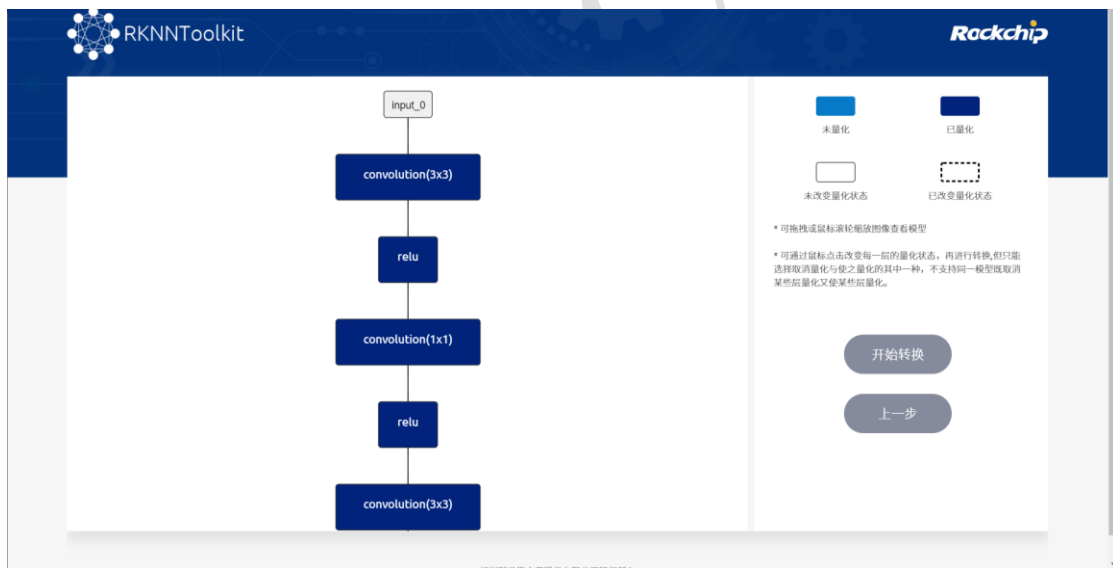 RKNNToolkit
Rockchip
input_0
convolution(3x3)
relu
convolution(1x1)
relu
convolution(3x3)
未量化
已量化
未改变量化状态
已改变量化状态
* 可拖拽或鼠标滚轮缩放图像查看模型
* 可通过鼠标点击改变每一层的量化状态，再进行转换,但只能
选择取消量化与使之量化的其中一种，不支持同一模型既取消
某些层量化又使某些层量化。
开始转换
上一步